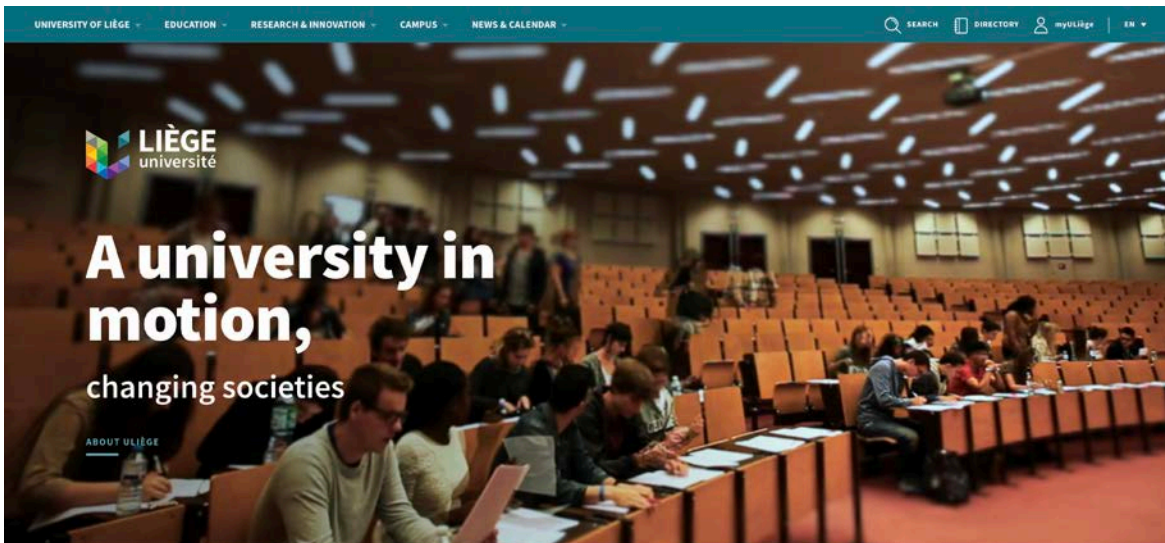 UNIVERSITY OF LIÈGE EDUCATION RESEARCH & INNOVATION CAMPUS NEWS & CALENDAR SEARCH DIRECTORY myULiège EN
LIÈGE
université
A university in
motion,
changing societies
ABOUT ULIÈGE